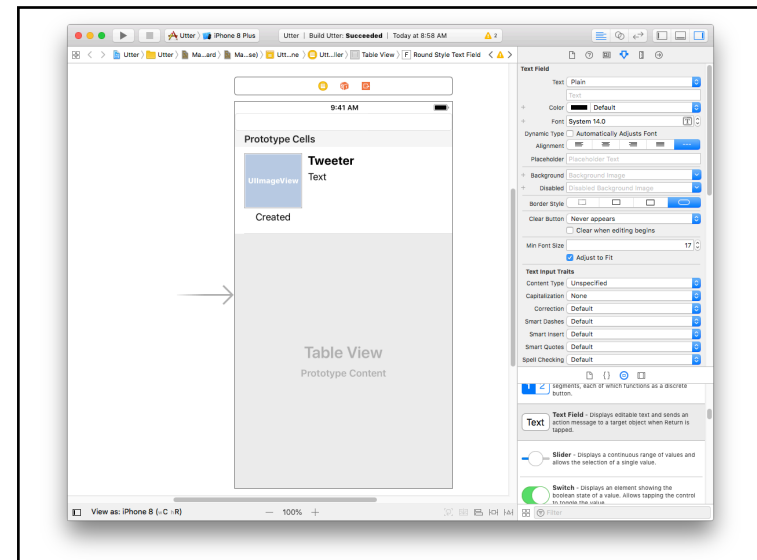 Utter iPhone 8 Plus Utter | Build Utter: Succeeded | Today at 8:58 AM 2
Utter Utter Ma...ard Ma...se) Utt...ne Utt...ller Table View F Round Style Text Field
9:41 AM
Prototype Cells
UIImageView
Tweeter
Text
Created
Table View
Prototype Content
View as: iPhone 8 (wC hR)
100%
Text Field
Text Plain
Text
Color Default
Font System 14.0
Dynamic Type Automatically Adjusts Font
Alignment
Placeholder Placeholder Text
Background Background Image
Disabled Disabled Background Image
Border Style
Clear Button Never appears
Clear when editing begins
Min Font Size 17
Adjust to Fit
Text Input Traits
Content Type Unspecified
Capitalization None
Correction Default
Smart Dashes Default
Smart Insert Default
Smart Quotes Default
Spell Checking Default
1 2 segments, each of which functions as a discrete
button.
Text
Text Field - Displays editable text and sends an
action message to a target object when Return is
tapped.
Slider - Displays a continuous range of values and
allows the selection of a single value.
Switch - Displays an element showing the
boolean state of a value. Allows tapping the control
to toggle the value.
Filter